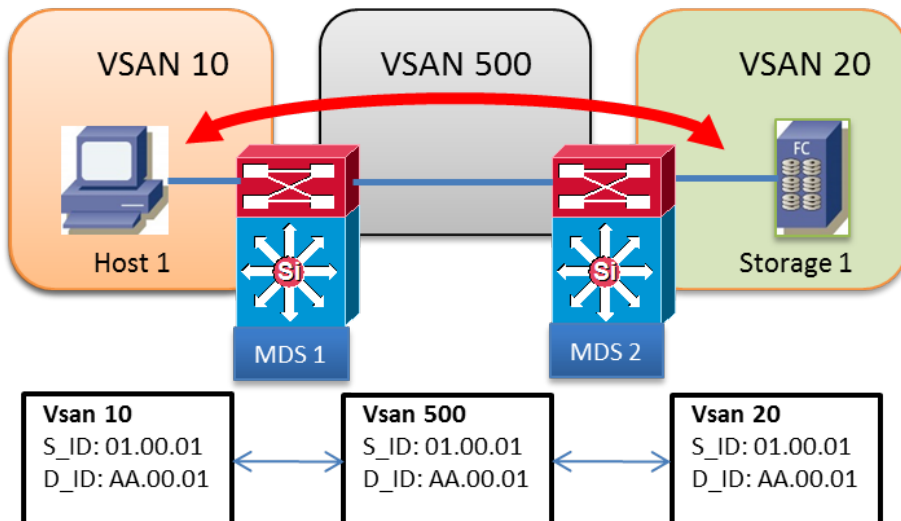 VSAN 10
VSAN 500
VSAN 20
FC
Host 1
Storage 1
Si
Si
MDS 1
MDS 2
Vsan 10
S_ID: 01.00.01
D_ID: AA.00.01
Vsan 500
S_ID: 01.00.01
D_ID: AA.00.01
Vsan 20
S_ID: 01.00.01
D_ID: AA.00.01